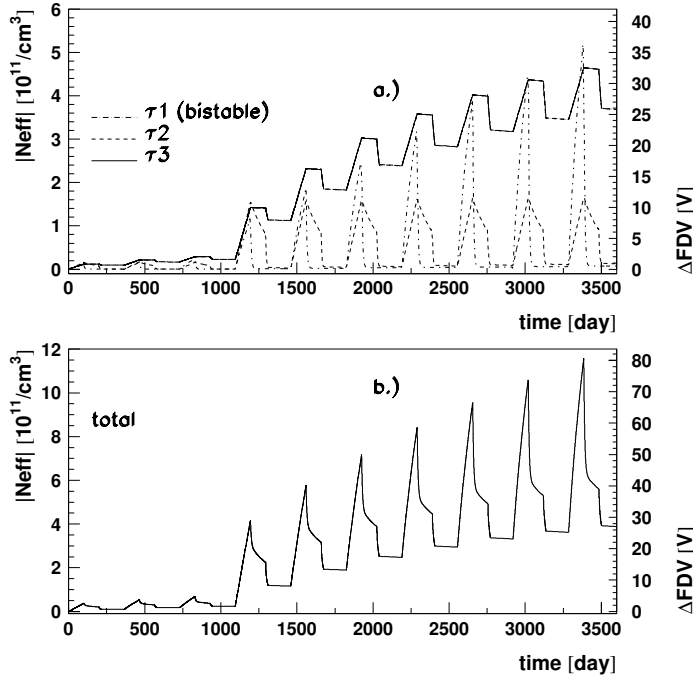 |Neff| [10^11/cm^3]
6
5
4
3
2
1
0
a.)
τ1 (bistable)
τ2
τ3
40
35
30
25
20
15
10
5
0
ΔFDV [V]
0 500 1000 1500 2000 2500 3000 3500
time [day]
|Neff| [10^11/cm^3]
12
10
8
6
4
2
0
total
b.)
80
70
60
50
40
30
20
10
0
ΔFDV [V]
0 500 1000 1500 2000 2500 3000 3500
time [day]